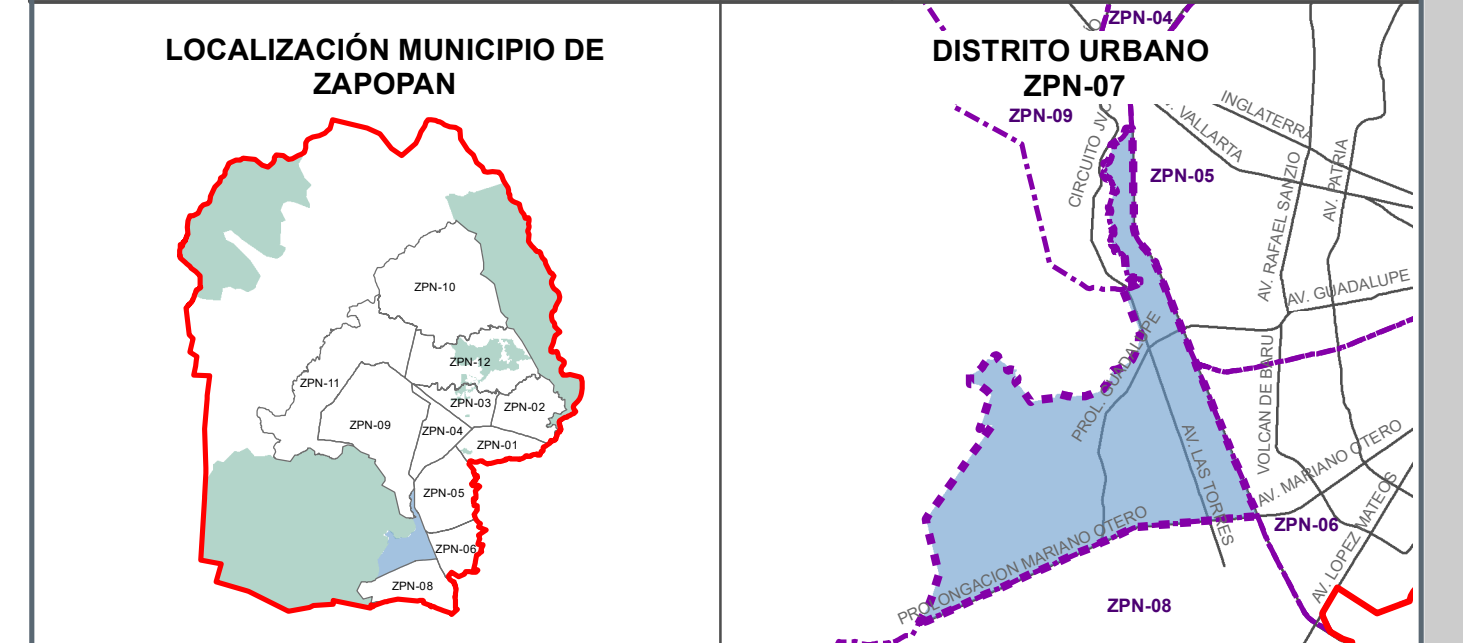 LOCALIZACIÓN MUNICIPIO DE
ZAPOPAN
ZPN-10
ZPN-12
ZPN-11
ZPN-03
ZPN-02
ZPN-09
ZPN-04
ZPN-01
ZPN-05
ZPN-06
ZPN-08
ZPN-04
DISTRITO URBANO
ZPN-07
ZPN-09
CIRCUITO
VALLARTA
INGLATERRA
ZPN-05
AV. RAFAEL SANZIO
AV. PATRIA
AV. GUADALUPE
PROL. GUADALUPE
VOLCAN DE BARU
AV. LAS TORRES
AV. MARIANO OTERO
PROLONGACION MARIANO OTERO
ZPN-06
AV. LOPEZ MATEOS
ZPN-08